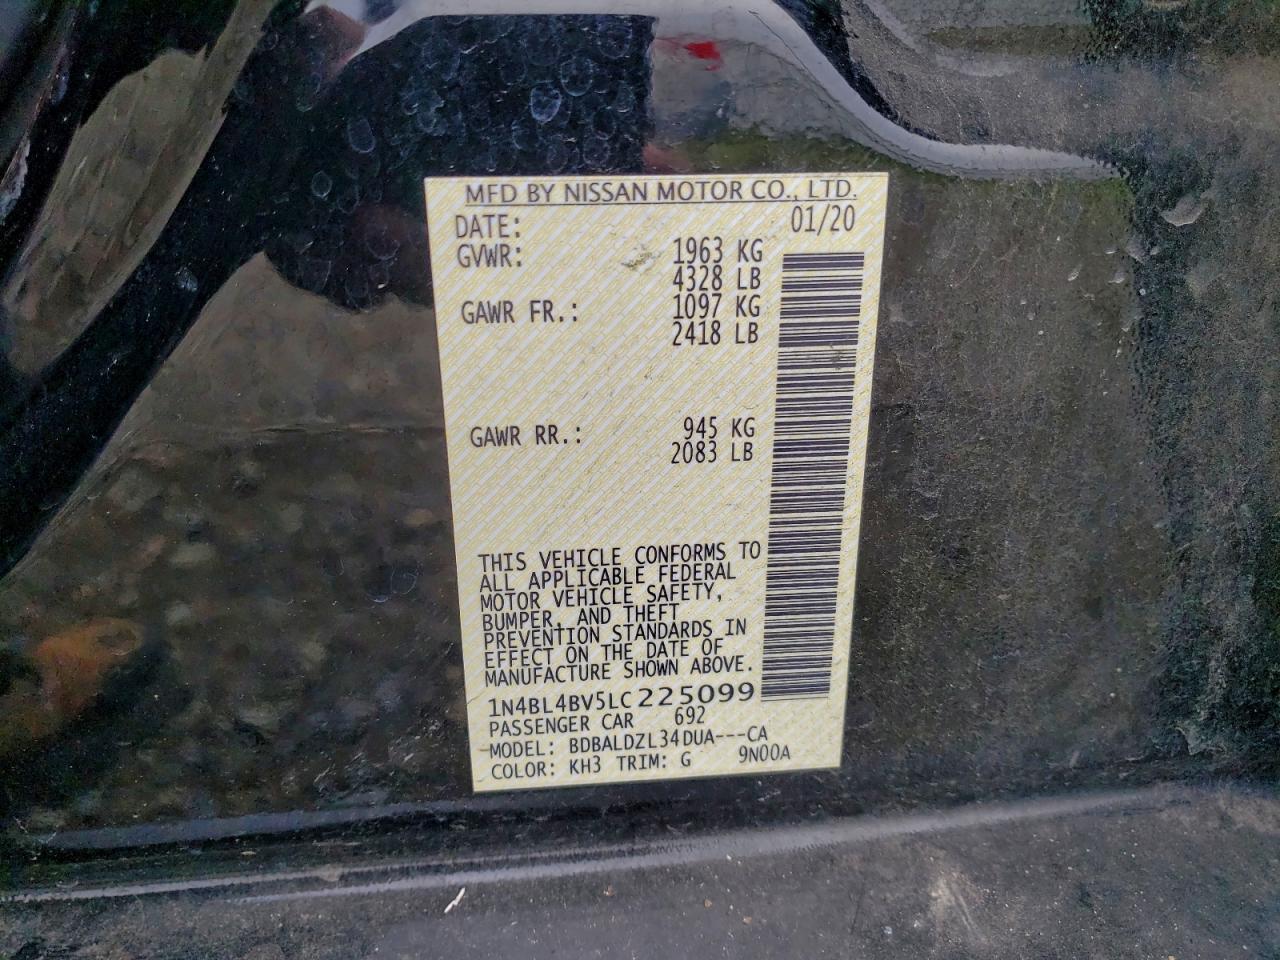 MFD BY NISSAN MOTOR CO., LTD.
DATE: 01/20
GVWR: 1963 KG
4328 LB
GAWR FR.: 1097 KG
2418 LB
GAWR RR.: 945 KG
2083 LB
THIS VEHICLE CONFORMS TO
ALL APPLICABLE FEDERAL
MOTOR VEHICLE SAFETY,
BUMPER, AND THEFT
PREVENTION STANDARDS IN
EFFECT ON THE DATE OF
MANUFACTURE SHOWN ABOVE.
1N4BL4BV5LC225099
PASSENGER CAR 692
MODEL: BDBALDZL34DUA---CA
COLOR: KH3 TRIM: G 9N00A